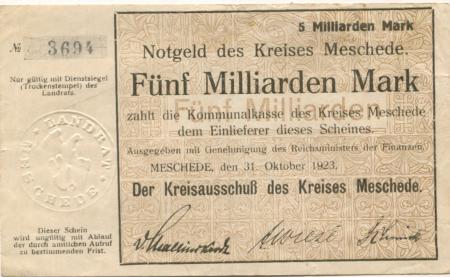 5 Milliarden Mark
№ 3694
Notgeld des Kreises Meschede.
Nur gültig mit Dienstsiegel
(Trockenstempel) des
Landrats.
Fünf Milliarden Mark
Fünf Milliarden
zahlt die Kommunalkasse des Kreises Meschede
dem Einlieferer dieses Scheines.
Ausgegeben mit Genehmigung des Reichsministers der Finanzen.
MESCHEDE, den 31. Oktober 1923.
Der Kreisausschuß des Kreises Meschede.
LANDRAT
MESCHEDE
Dieser Schein
wird ungültig mit Ablauf
der durch amtlichen Aufruf
zu bestimmenden Frist.